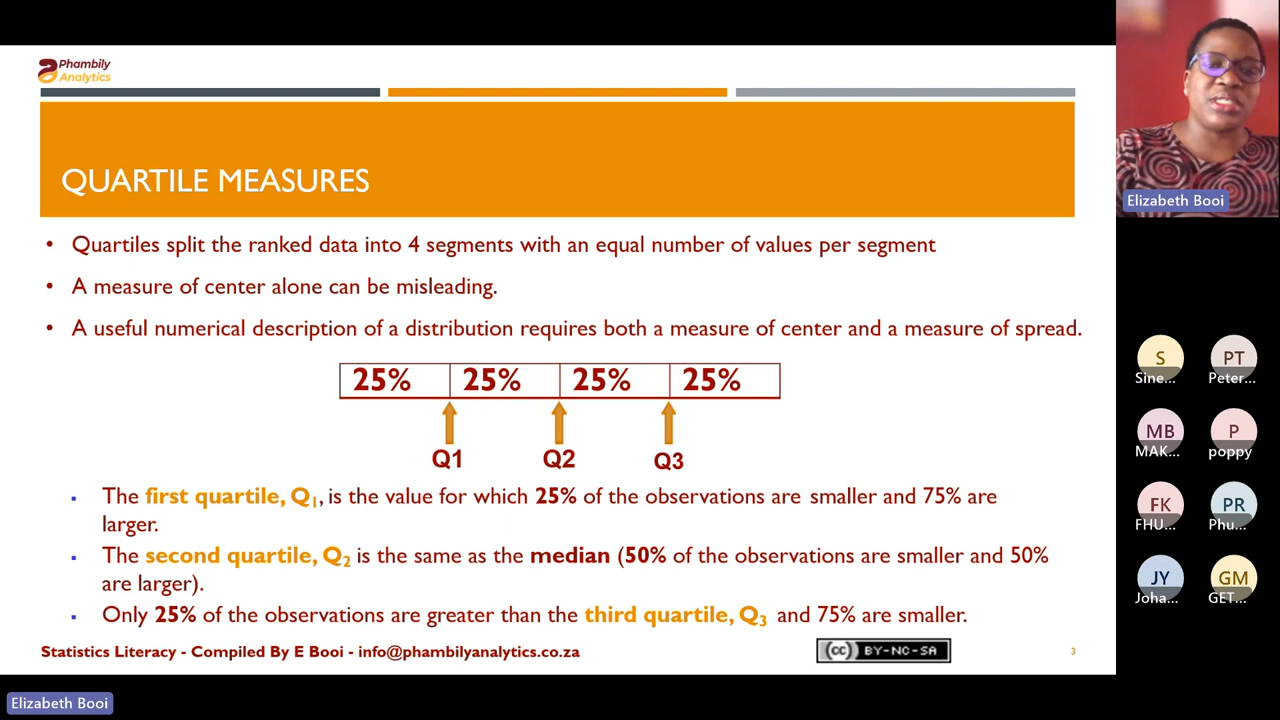 Phambily
Analytics
QUARTILE MEASURES
• Quartiles split the ranked data into 4 segments with an equal number of values per segment
• A measure of center alone can be misleading.
• A useful numerical description of a distribution requires both a measure of center and a measure of spread.
25% 25% 25% 25%
Q1 Q2 Q3
▪ The first quartile, Q1, is the value for which 25% of the observations are smaller and 75% are
larger.
▪ The second quartile, Q2 is the same as the median (50% of the observations are smaller and 50%
are larger).
▪ Only 25% of the observations are greater than the third quartile, Q3 and 75% are smaller.
Statistics Literacy - Compiled By E Booi - info@phambilyanalytics.co.za
cc BY-NC-SA
3
Elizabeth Booi
S PT
Sine... Peter...
MB P
MAK... poppy
FK PR
FHU... Phu...
JY GM
Joha... GET...
Elizabeth Booi